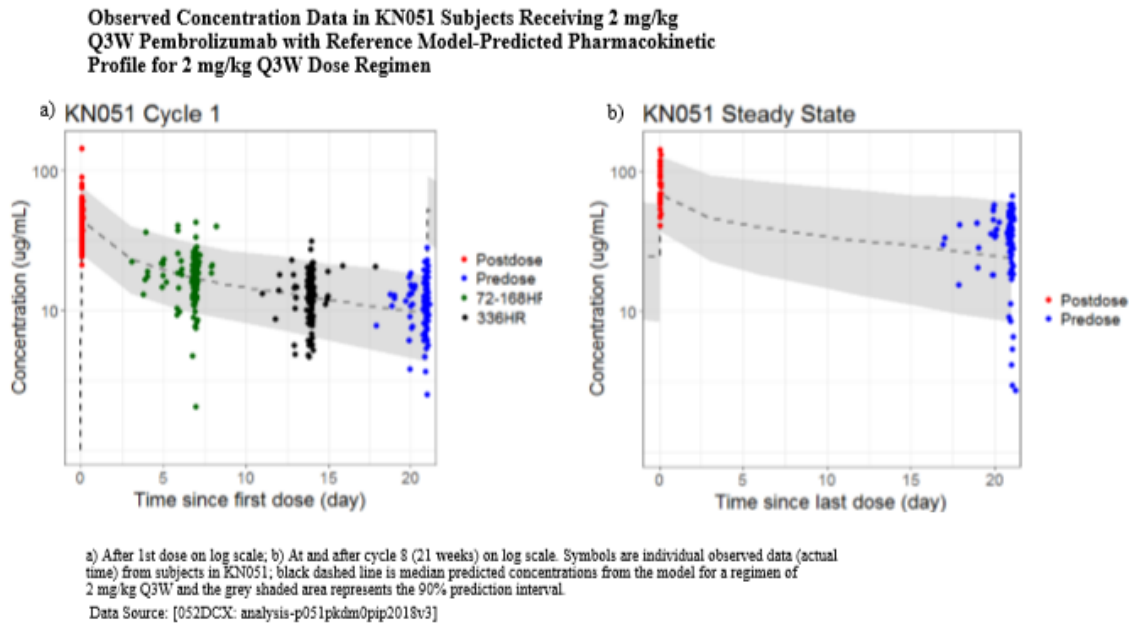 Observed Concentration Data in KN051 Subjects Receiving 2 mg/kg
Q3W Pembrolizumab with Reference Model-Predicted Pharmacokinetic
Profile for 2 mg/kg Q3W Dose Regimen
a) KN051 Cycle 1
100
10
Concentration (ug/mL)
0 5 10 15 20
Time since first dose (day)
Postdose
Predose
72-168HF
336HR
b) KN051 Steady State
100
10
Concentration (ug/mL)
0 5 10 15 20
Time since last dose (day)
Postdose
Predose
a) After 1st dose on log scale; b) At and after cycle 8 (21 weeks) on log scale. Symbols are individual observed data (actual
time) from subjects in KN051; black dashed line is median predicted concentrations from the model for a regimen of
2 mg/kg Q3W and the grey shaded area represents the 90% prediction interval.
Data Source: [052DCX: analysis-p051pkdm0pip2018v3]